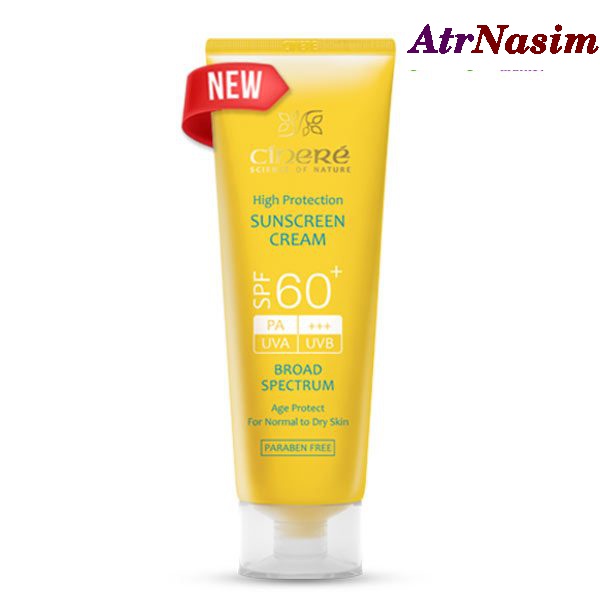 AtrNasim
NEW
cineré
SCIENCE OF NATURE
High Protection
SUNSCREEN
CREAM
SPF 60+
PA +++
UVA UVB
BROAD
SPECTRUM
Age Protect
For Normal to Dry Skin
PARABEN FREE